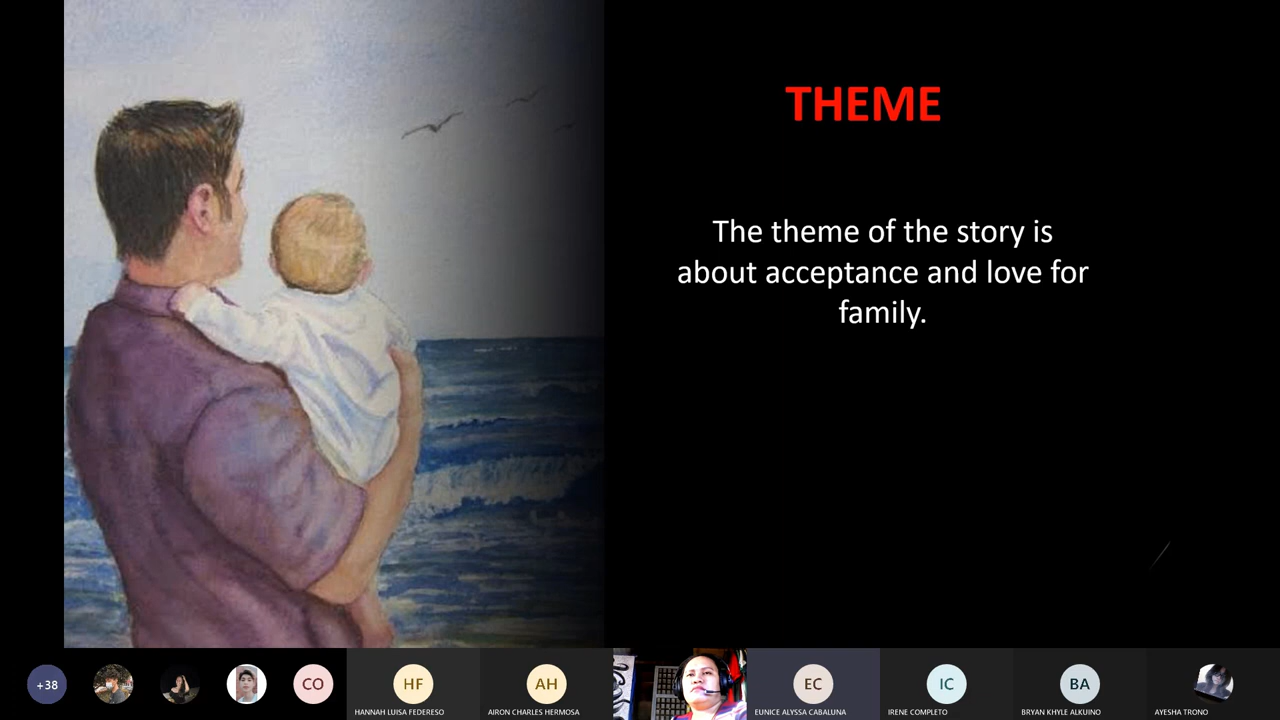 THEME
The theme of the story is
about acceptance and love for
family.
+38
CO
HF
HANNAH LUISA FEDERESO
AH
AIRON CHARLES HERMOSA
EC
EUNICE ALYSSA CABALUNA
IC
IRENE COMPLETO
BA
BRYAN KHYLE ALKUINO
AYESHA TRONO